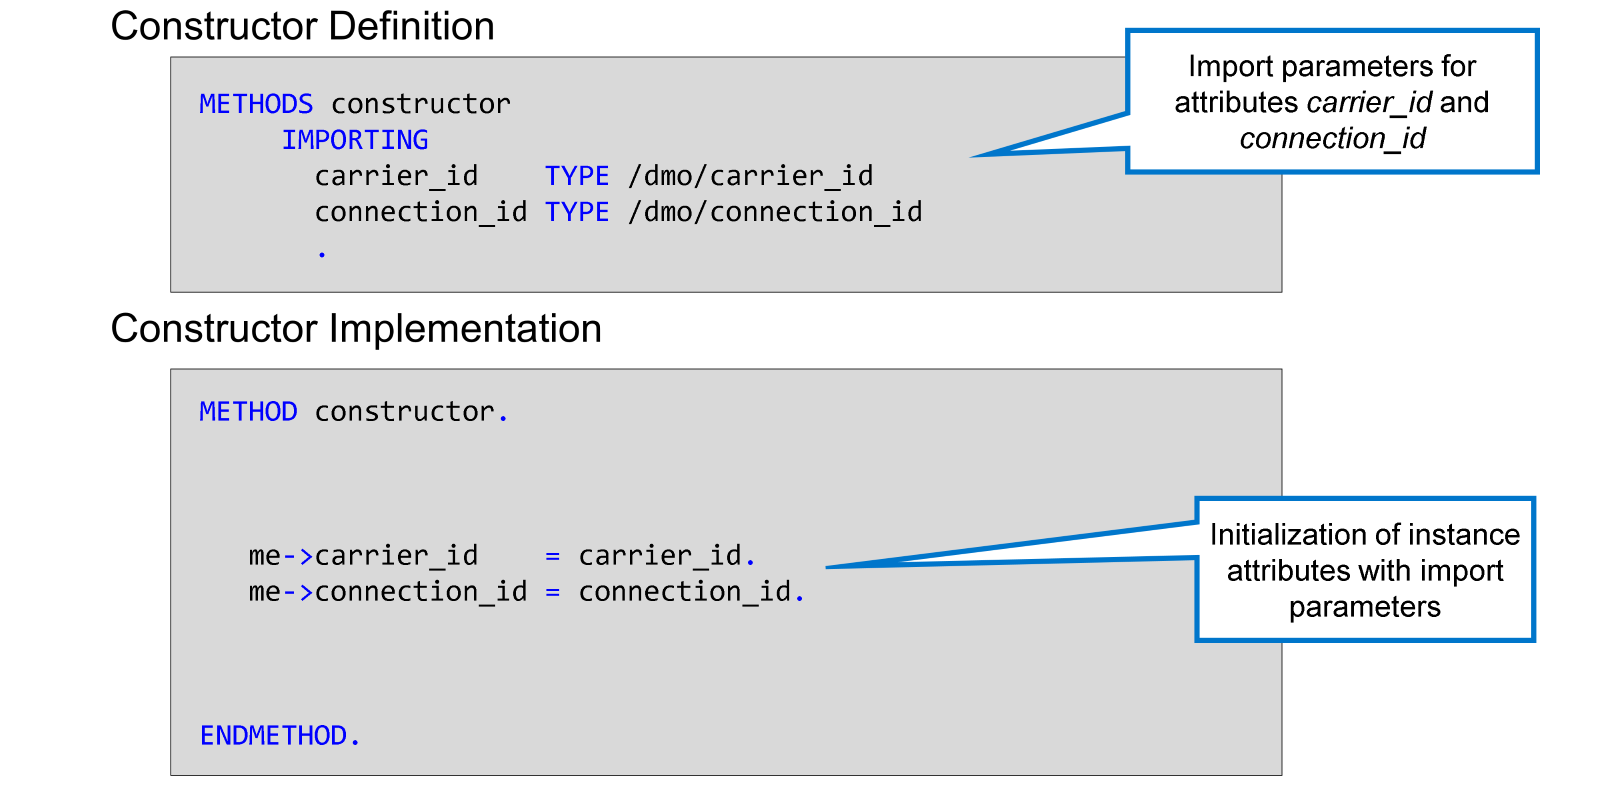 Constructor Definition
METHODS constructor
IMPORTING
carrier_id    TYPE /dmo/carrier_id
connection_id TYPE /dmo/connection_id
.
Import parameters for
attributes carrier_id and
connection_id
Constructor Implementation
METHOD constructor.
me->carrier_id    = carrier_id.
me->connection_id = connection_id.
ENDMETHOD.
Initialization of instance
attributes with import
parameters